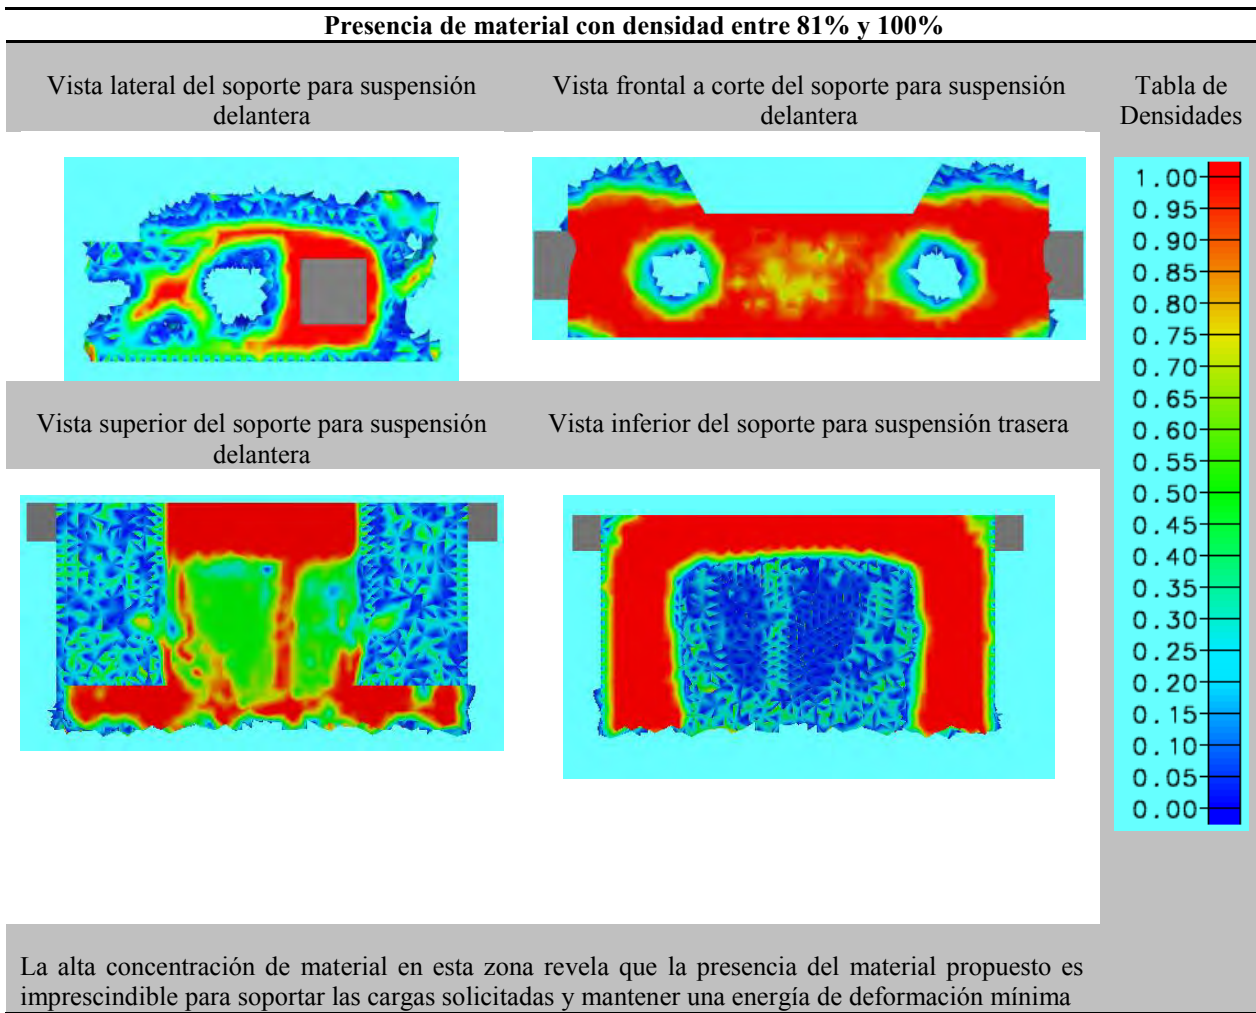 Presencia de material con densidad entre 81% y 100%
Vista lateral del soporte para suspensión
delantera
Vista frontal a corte del soporte para suspensión
delantera
Tabla de
Densidades
1.00
0.95
0.90
0.85
0.80
0.75
0.70
0.65
0.60
0.55
0.50
0.45
0.40
0.35
0.30
0.25
0.20
0.15
0.10
0.05
0.00
Vista superior del soporte para suspensión
delantera
Vista inferior del soporte para suspensión trasera
La alta concentración de material en esta zona revela que la presencia del material propuesto es
imprescindible para soportar las cargas solicitadas y mantener una energía de deformación mínima